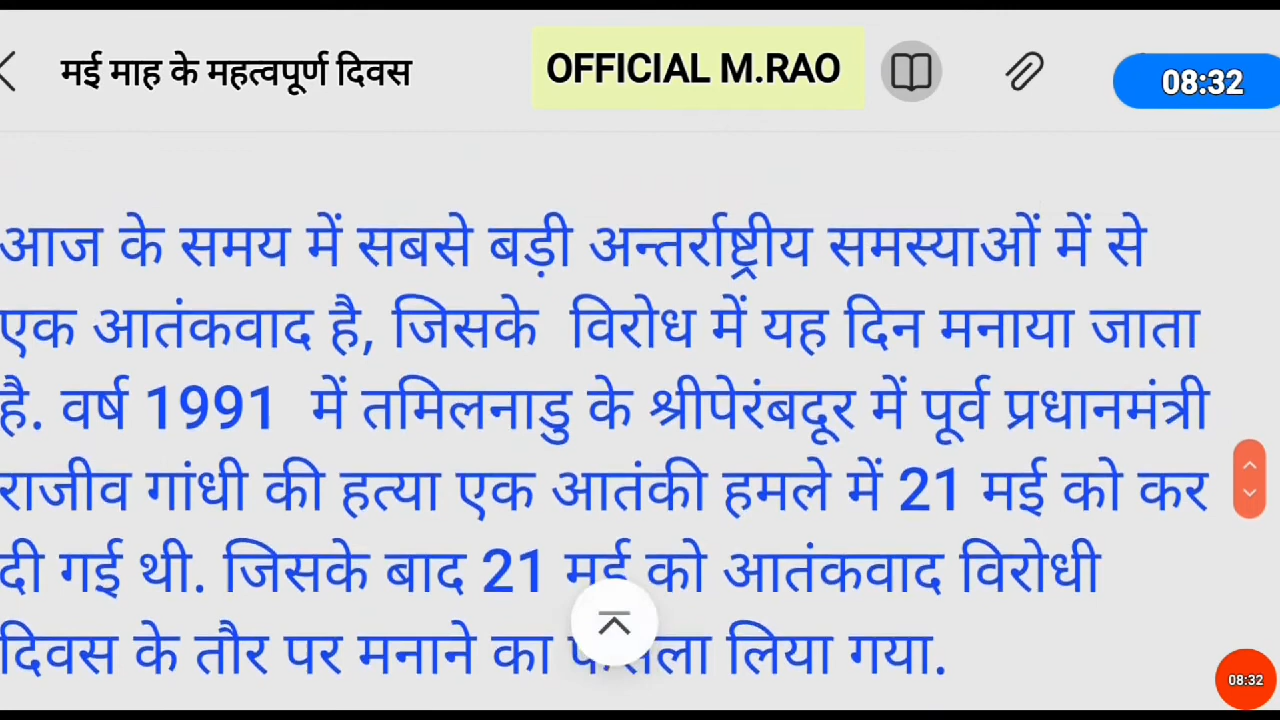 मई माह के महत्वपूर्ण दिवस
OFFICIAL M.RAO
08:32
आज के समय में सबसे बड़ी अन्तर्राष्ट्रीय समस्याओं में से
एक आतंकवाद है, जिसके विरोध में यह दिन मनाया जाता
है. वर्ष 1991 में तमिलनाडु के श्रीपेरंबदूर में पूर्व प्रधानमंत्री
राजीव गांधी की हत्या एक आतंकी हमले में 21 मई को कर
दी गई थी. जिसके बाद 21 मई को आतंकवाद विरोधी
दिवस के तौर पर मनाने का लिया गया.
08:32